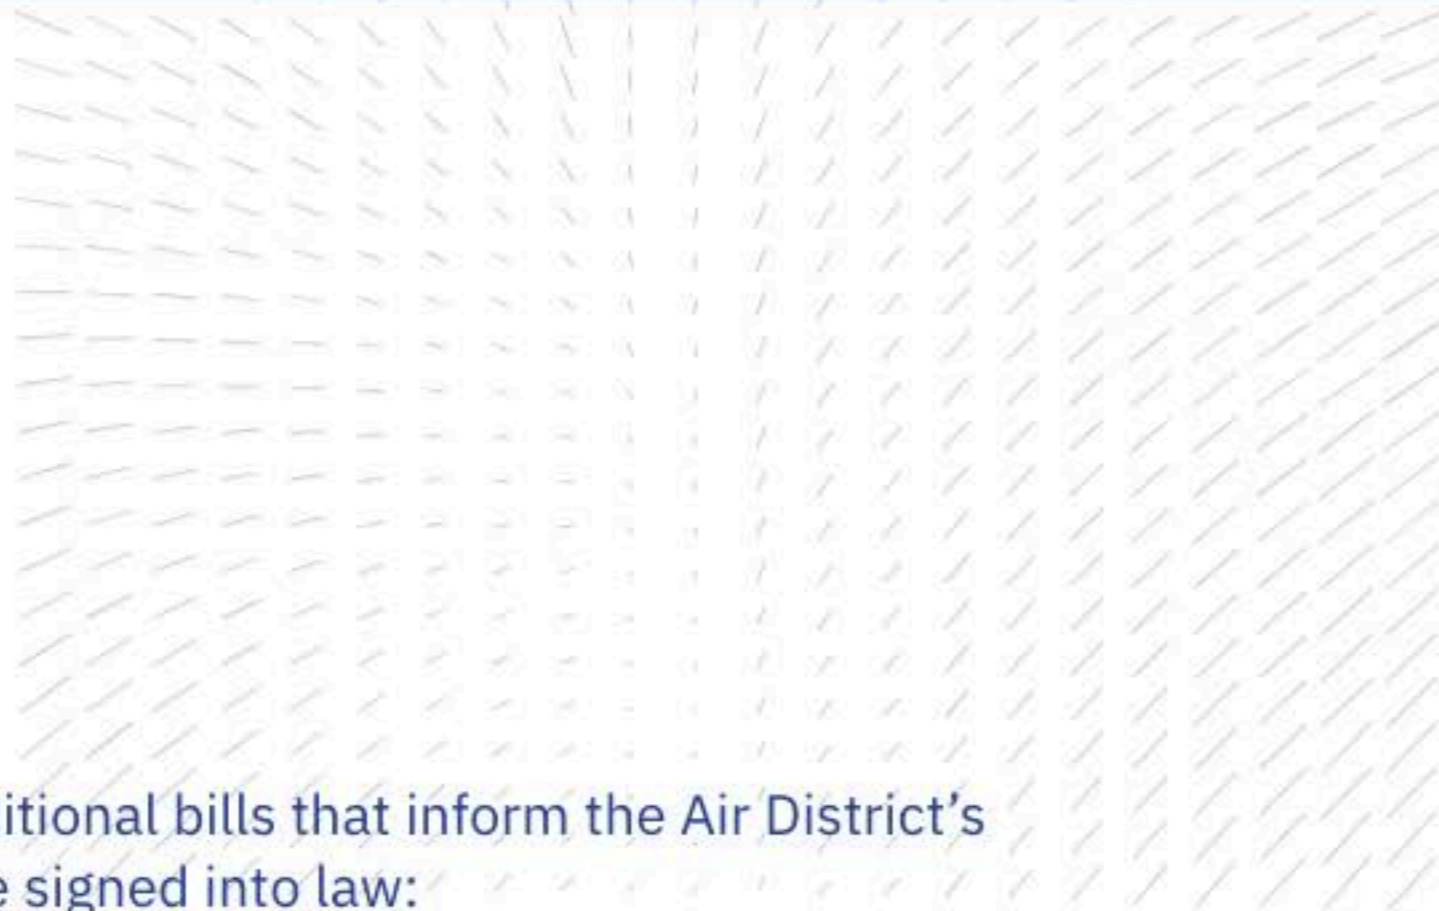 itional bills that inform the Air District’s
signed into law: